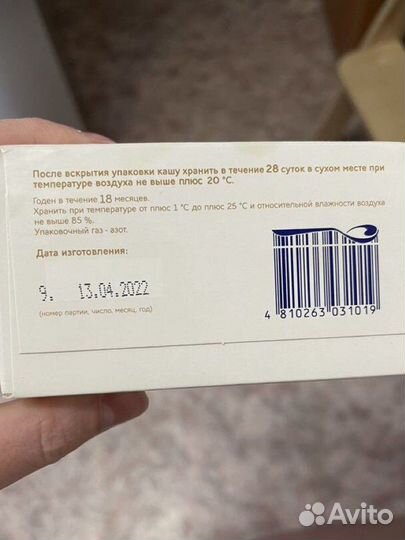 После вскрытия упаковки кашу хранить в течение 28 суток в сухом месте при
температуре воздуха не выше плюс 20 °С.
Годен в течение 18 месяцев.
Хранить при температуре от плюс 1 °С до плюс 25 °С и относительной влажности воздуха
не выше 85 %.
Упаковочный газ - азот.
Дата изготовления:
9. 13.04.2022
(номер партии, число, месяц, год)
4 810263 031019
Avito